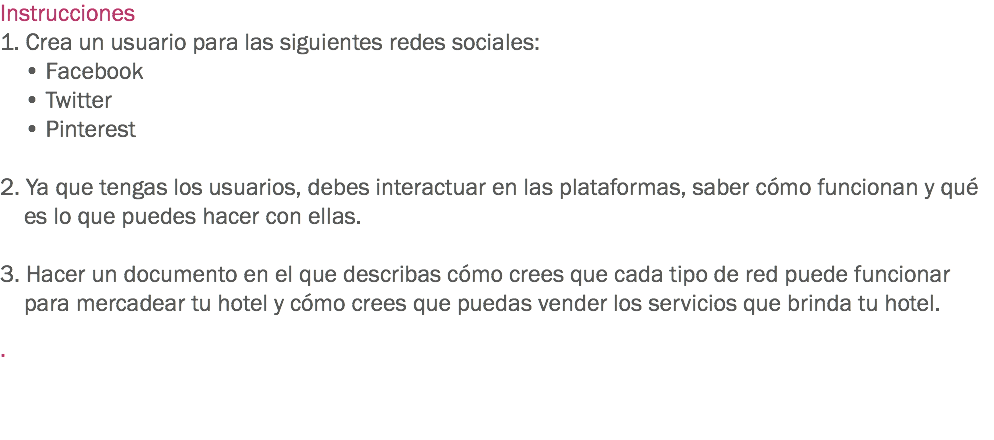 Instrucciones
1. Crea un usuario para las siguientes redes sociales:
• Facebook
• Twitter
• Pinterest
2. Ya que tengas los usuarios, debes interactuar en las plataformas, saber cómo funcionan y qué
es lo que puedes hacer con ellas.
3. Hacer un documento en el que describas cómo crees que cada tipo de red puede funcionar
para mercadear tu hotel y cómo crees que puedas vender los servicios que brinda tu hotel.
.